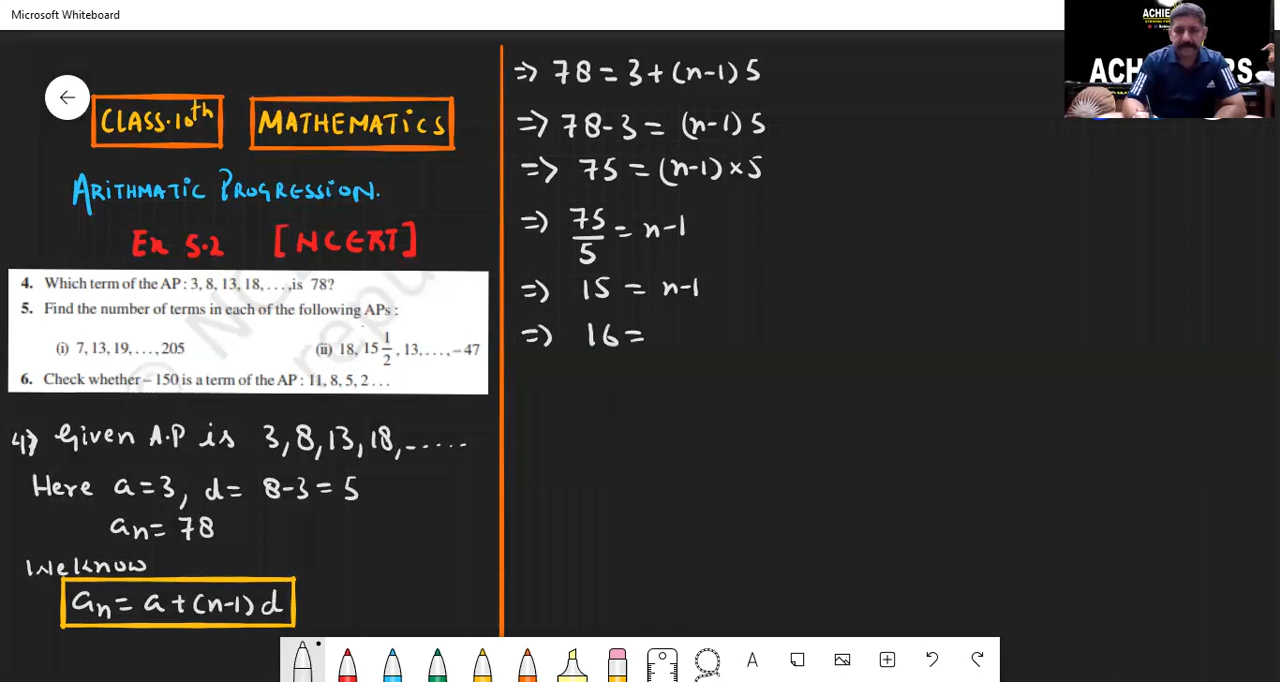 Microsoft Whiteboard
CLASS.10th MATHEMATICS
ARITHMATIC PROGRESSION.
Ex 5.2 [NCERT]
4. Which term of the AP : 3, 8, 13, 18, . . . ,is 78?
5. Find the number of terms in each of the following APs :
(i) 7, 13, 19, . . . , 205 (ii) 18, 15 1/2, 13, . . . , – 47
6. Check whether – 150 is a term of the AP : 11, 8, 5, 2 . . .
4) Given A.P is 3, 8, 13, 18, ------
Here a=3, d= 8-3=5
an= 78
We know
an= a+(n-1) d
=> 78 = 3+(n-1) 5
=> 78-3 = (n-1) 5
=> 75 = (n-1)×5
=> 75/5 = n-1
=> 15 = n-1
=> 16 =
A